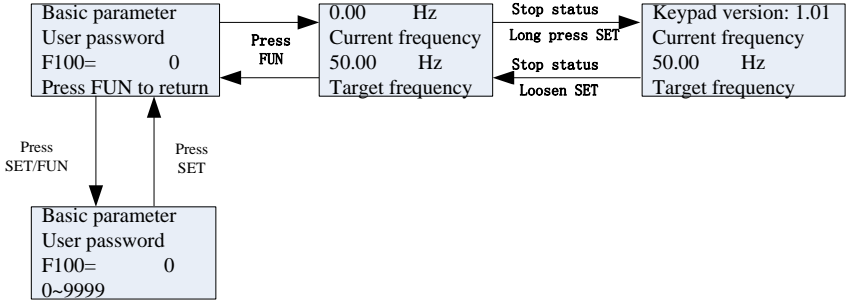 Basic parameter
User password
F100= 0
Press FUN to return
Press
FUN
0.00 Hz
Current frequency
50.00 Hz
Target frequency
Stop status
Long press SET
Stop status
Loosen SET
Keypad version: 1.01
Current frequency
50.00 Hz
Target frequency
Press
SET/FUN
Press
SET
Basic parameter
User password
F100= 0
0~9999